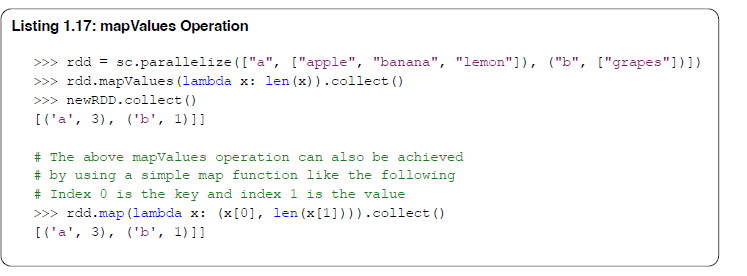 Listing 1.17: mapValues Operation
>>> rdd = sc.parallelize(["a", ["apple", "banana", "lemon"]), ("b", ["grapes"])])
>>> rdd.mapValues(lambda x: len(x)).collect()
>>> newRDD.collect()
[('a', 3), ('b', 1)]]
# The above mapValues operation can also be achieved
# by using a simple map function like the following
# Index 0 is the key and index 1 is the value
>>> rdd.map(lambda x: (x[0], len(x[1]))).collect()
[('a', 3), ('b', 1)]]